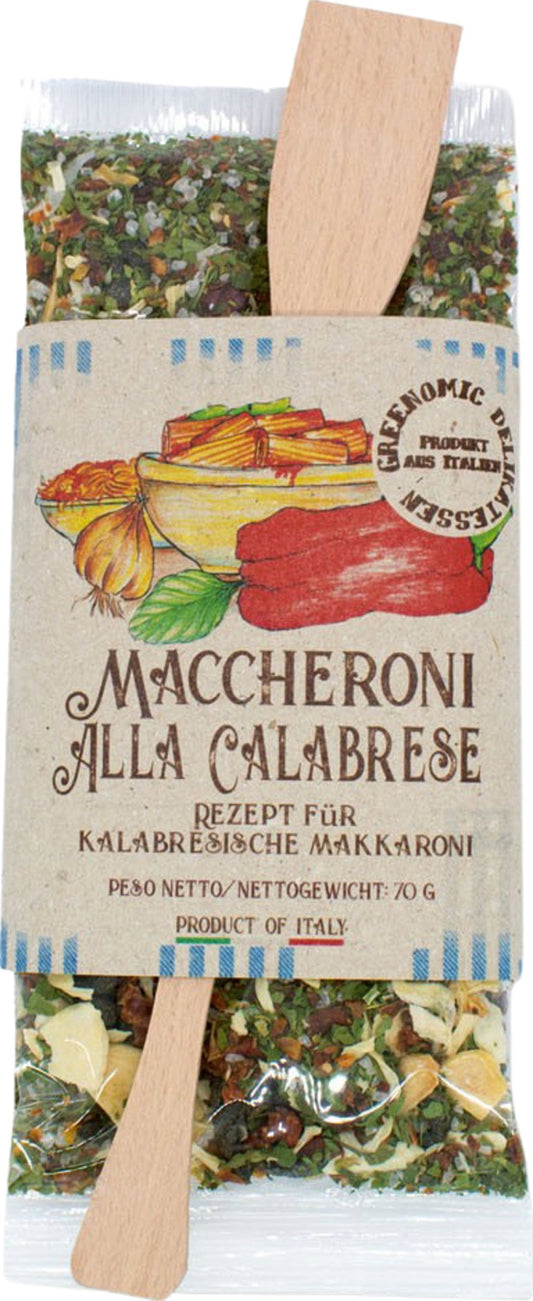 GREENOMIC DELIKATESSEN
PRODUKT
AUS ITALIEN
MACCHERONI
ALLA CALABRESE
REZEPT FÜR
KALABRESISCHE MAKKARONI
PESO NETTO/NETTOGEWICHT: 70 G
PRODUCT OF ITALY